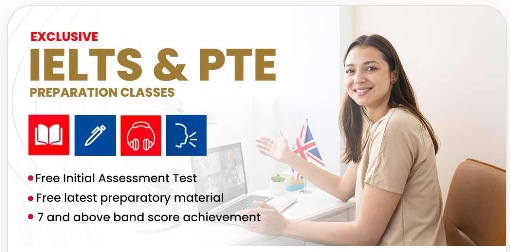 EXCLUSIVE
IELTS & PTE
PREPARATION CLASSES
Free Initial Assessment Test
Free latest preparatory material
7 and above band score achievement